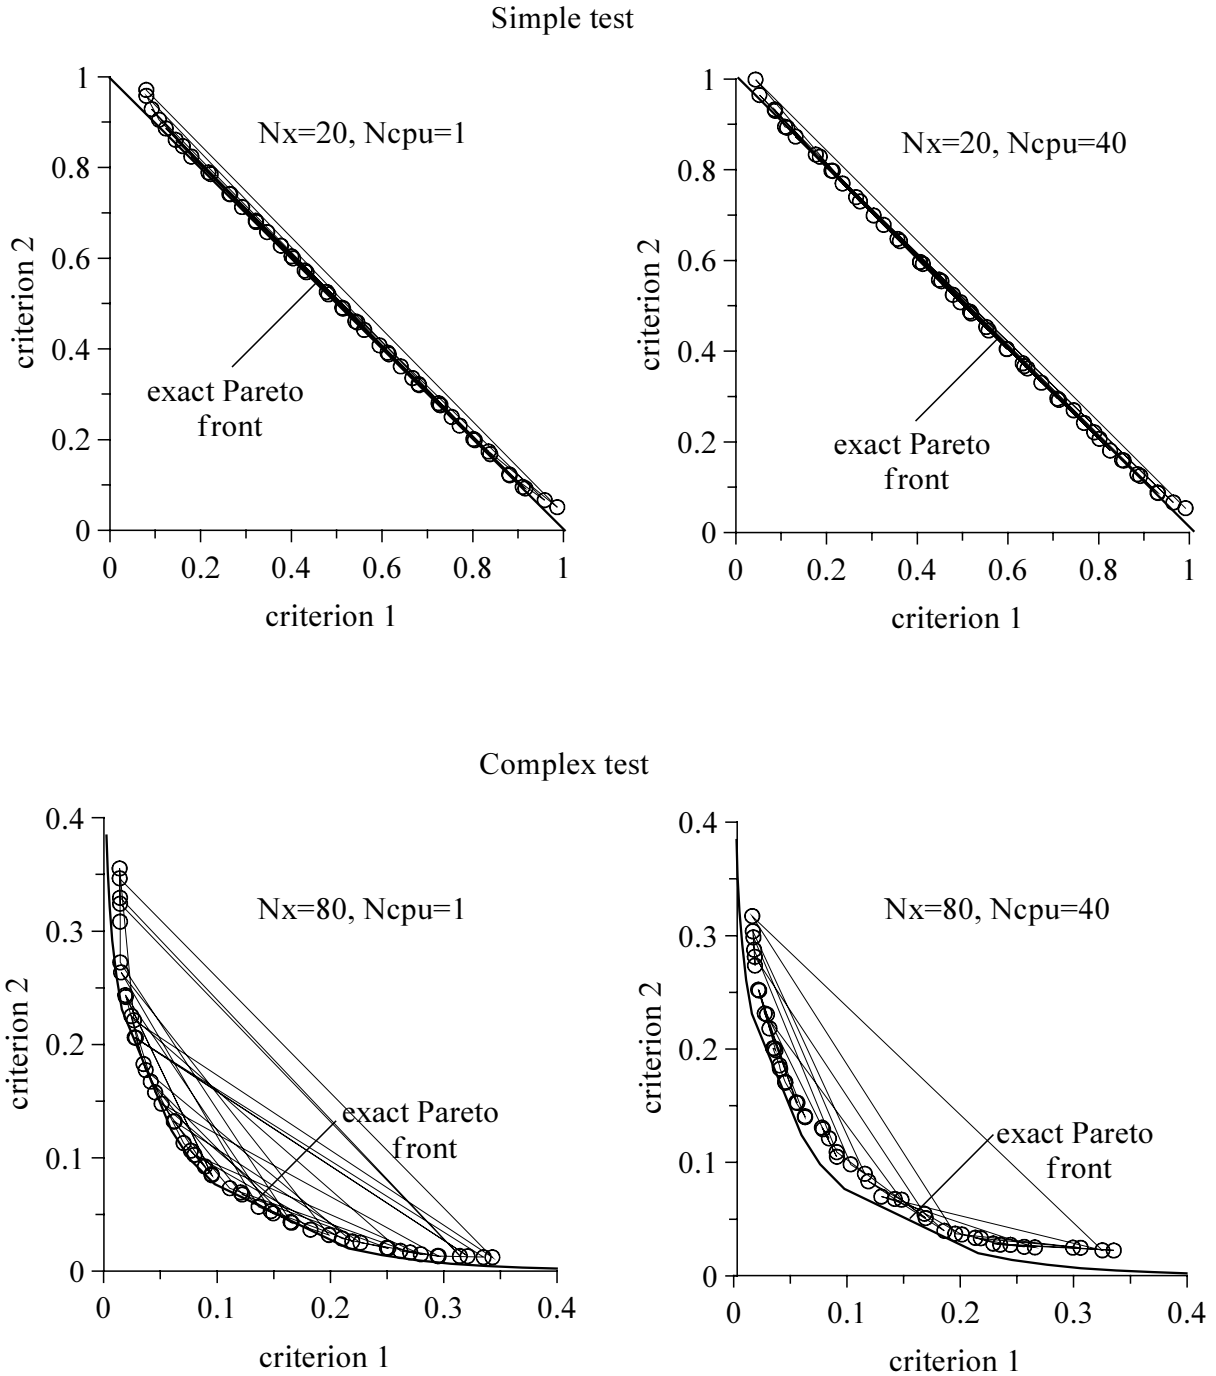 Simple test
1
0.8
0.6
0.4
0.2
0
criterion 2
Nx=20, Ncpu=1
exact Pareto
front
0
0.2
0.4
0.6
0.8
1
criterion 1
1
0.8
0.6
0.4
0.2
0
criterion 2
Nx=20, Ncpu=40
exact Pareto
front
0
0.2
0.4
0.6
0.8
1
criterion 1
Complex test
0.4
0.3
0.2
0.1
0
criterion 2
Nx=80, Ncpu=1
exact Pareto
front
0
0.1
0.2
0.3
0.4
criterion 1
0.4
0.3
0.2
0.1
0
criterion 2
Nx=80, Ncpu=40
exact Pareto
front
0
0.1
0.2
0.3
0.4
criterion 1